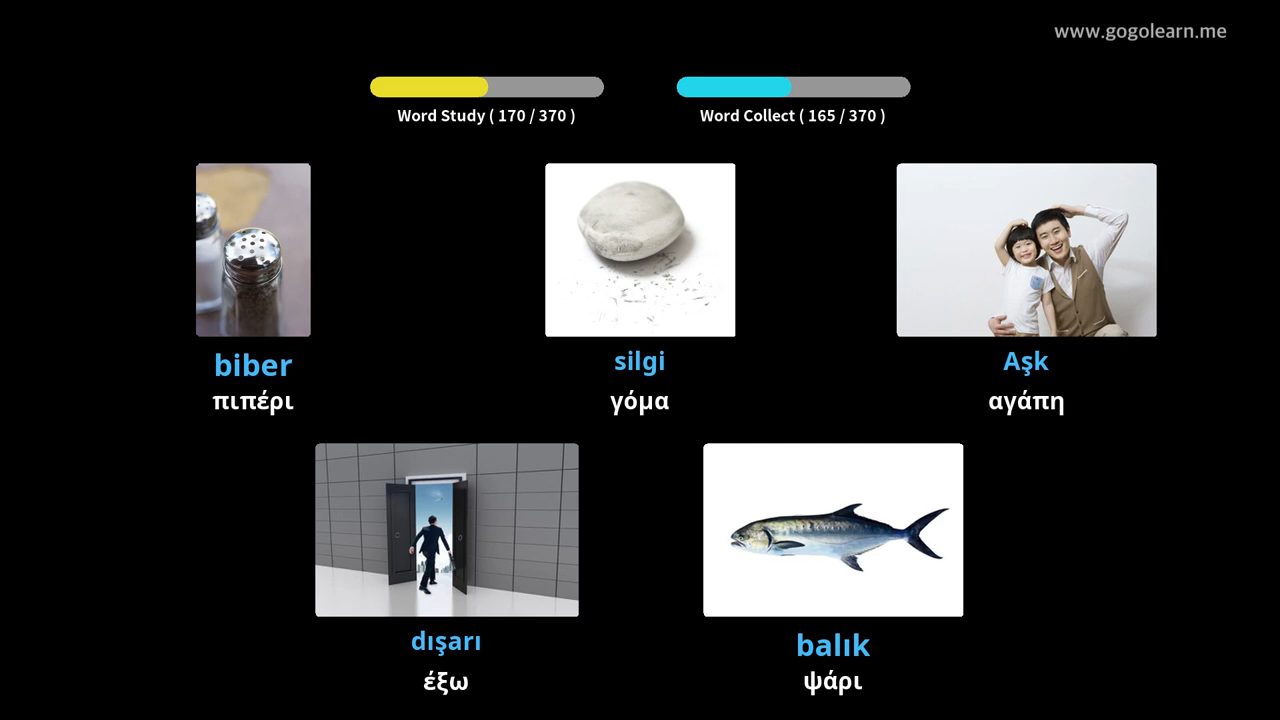 www.gogolearn.me
Word Study ( 170 / 370 )
Word Collect ( 165 / 370 )
biber
πιπέρι
silgi
γόμα
Aşk
αγάπη
dışarı
έξω
balık
ψάρι